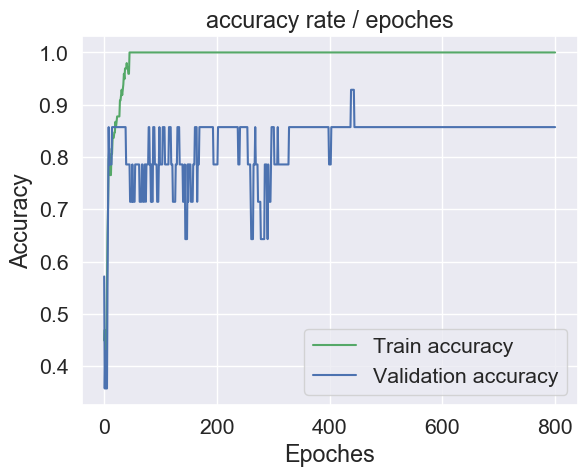 accuracy rate / epoches
1.0
0.9
0.8
0.7
0.6
0.5
0.4
Accuracy
Train accuracy
Validation accuracy
0
200
400
600
800
Epoches